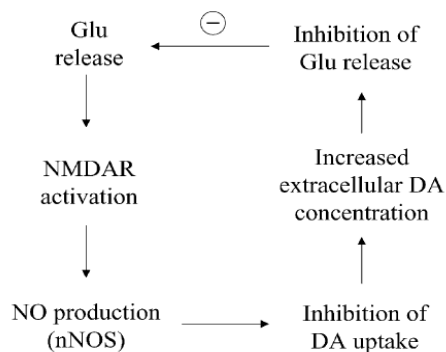 Glu
release
−
Inhibition of
Glu release
NMDAR
activation
Increased
extracellular DA
concentration
NO production
(nNOS)
Inhibition of
DA uptake